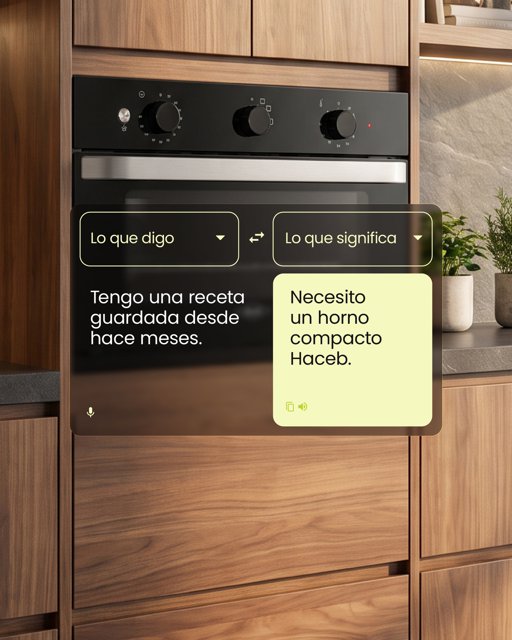 Lo que digo
Lo que significa
Tengo una receta
guardada desde
hace meses.
Necesito
un horno
compacto
Haceb.